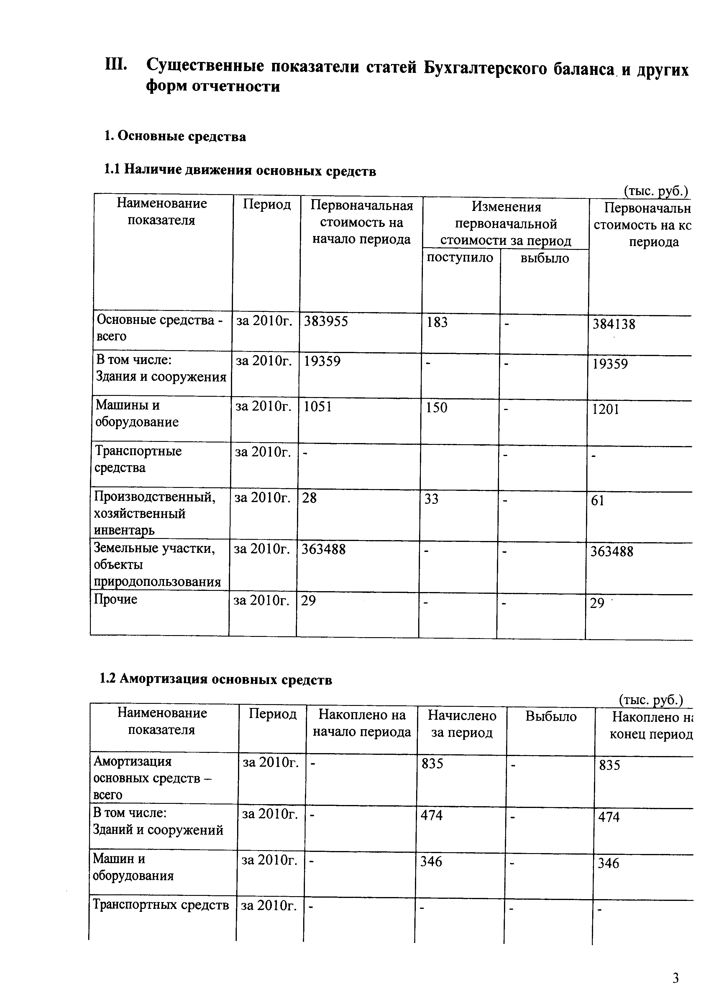 III. Существенные показатели статей Бухгалтерского баланса и других
форм отчетности
1. Основные средства
1.1 Наличие движения основных средств
(тыс. руб.)
Наименование показателя Период Первоначальная стоимость на начало периода Изменения первоначальной стоимости за период Первоначальн стоимость на кс периода
поступило выбыло
Основные средства - за 2010г. 383955 183 - 384138
всего
В том числе: за 2010г. 19359 - - 19359
Здания и сооружения
Машины и за 2010г. 1051 150 - 1201
оборудование
Транспортные за 2010г. - - -
средства
Производственный, за 2010г. 28 33 - 61
хозяйственный
инвентарь
Земельные участки, за 2010г. 363488 - - 363488
объекты
природопользования
Прочие за 2010г. 29 - - 29
1.2 Амортизация основных средств
(тыс. руб.)
Наименование Период Накоплено на Начислено Выбыло Накоплено на
показателя начало периода за период конец период
Амортизация за 2010г. - 835 - 835
основных средств –
всего
В том числе: за 2010г. - 474 - 474
Зданий и сооружений
Машин и за 2010г. - 346 - 346
оборудования
Транспортных средств за 2010г. - - - -
3